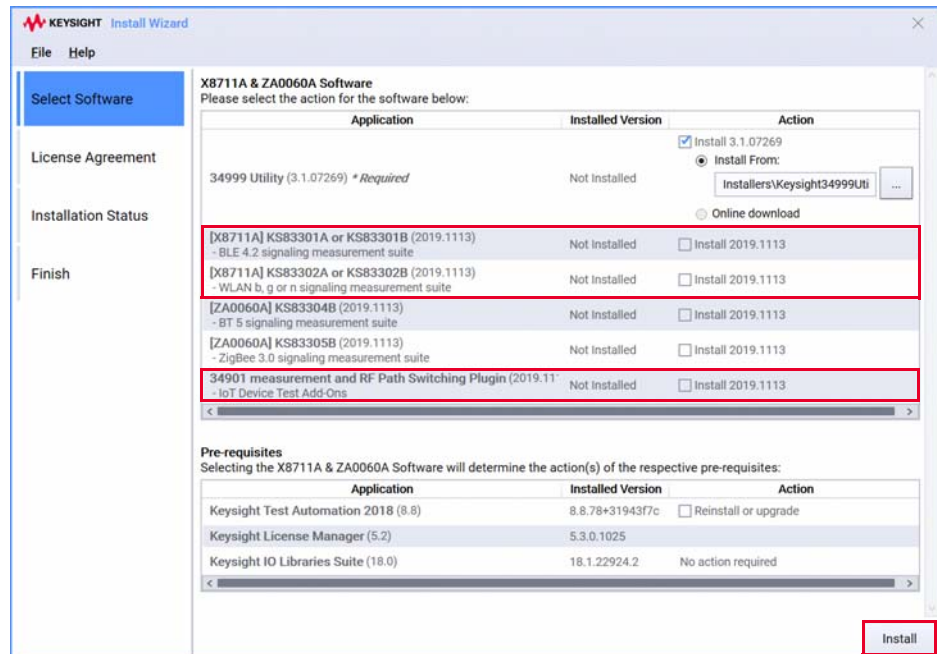 KEYSIGHT Install Wizard
File Help
Select Software
License Agreement
Installation Status
Finish
X8711A & ZA0060A Software
Please select the action for the software below:
Application Installed Version Action
34999 Utility (3.1.07269) * Required Not Installed Install 3.1.07269
Install From:
Installers\Keysight34999Uti ...
Online download
[X8711A] KS83301A or KS83301B (2019.1113)
- BLE 4.2 signaling measurement suite
Not Installed Install 2019.1113
[X8711A] KS83302A or KS83302B (2019.1113)
- WLAN b, g or n signaling measurement suite
Not Installed Install 2019.1113
[ZA0060A] KS83304B (2019.1113)
- BT 5 signaling measurement suite
Not Installed Install 2019.1113
[ZA0060A] KS83305B (2019.1113)
- ZigBee 3.0 signaling measurement suite
Not Installed Install 2019.1113
34901 measurement and RF Path Switching Plugin (2019.11
- IoT Device Test Add-Ons
Not Installed Install 2019.1113
Pre-requisites
Selecting the X8711A & ZA0060A Software will determine the action(s) of the respective pre-requisites:
Application Installed Version Action
Keysight Test Automation 2018 (8.8) 8.8.78+31943f7c Reinstall or upgrade
Keysight License Manager (5.2) 5.3.0.1025
Keysight IO Libraries Suite (18.0) 18.1.22924.2 No action required
Install